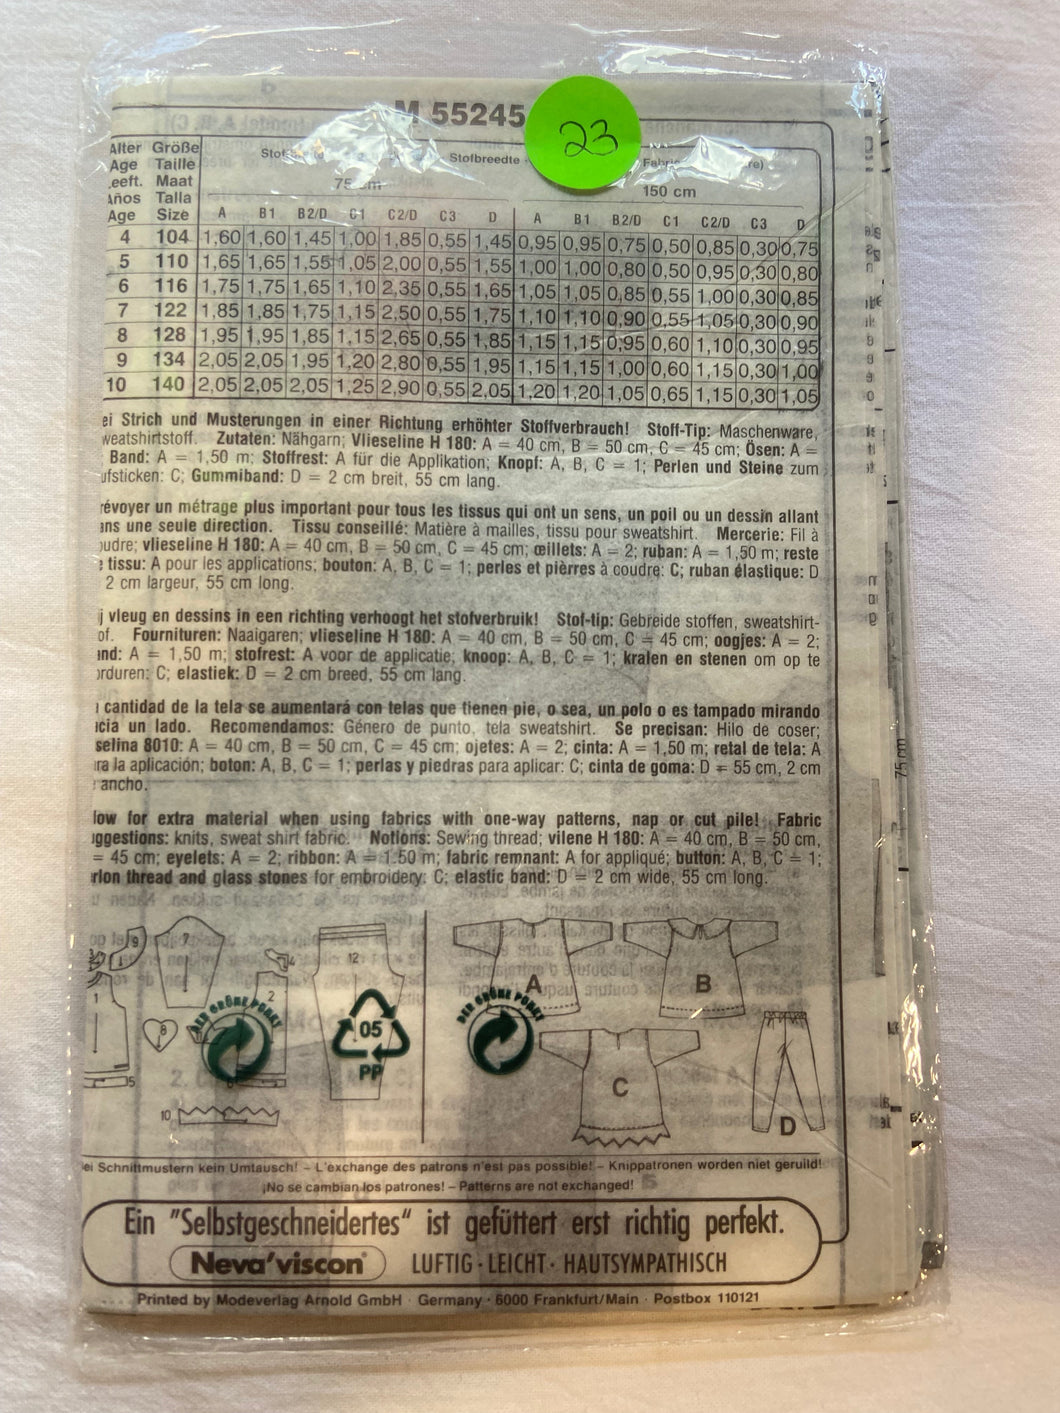 M 55245
23
Alter Größe
Age Taille Stofbreedte
Leeft. Maat 75 cm 150 cm
Años Talla
Age Size A B1 B2/D C1 C2/D C3 D A B1 B2/D C1 C2/D C3 D
4 104 1,60 1,60 1,45 1,00 1,85 0,55 1,45 0,95 0,95 0,75 0,50 0,85 0,30 0,75
5 110 1,65 1,65 1,55 1,05 2,00 0,55 1,55 1,00 1,00 0,80 0,50 0,95 0,30 0,80
6 116 1,75 1,75 1,65 1,10 2,35 0,55 1,65 1,05 1,05 0,85 0,55 1,00 0,30 0,85
7 122 1,85 1,85 1,75 1,15 2,50 0,55 1,75 1,10 1,10 0,90 0,55 1,05 0,30 0,90
8 128 1,95 1,95 1,85 1,15 2,65 0,55 1,85 1,15 1,15 0,95 0,60 1,10 0,30 0,95
9 134 2,05 2,05 1,95 1,20 2,80 0,55 1,95 1,15 1,15 1,00 0,60 1,15 0,30 1,00
10 140 2,05 2,05 2,05 1,25 2,90 0,55 2,05 1,20 1,20 1,05 0,65 1,15 0,30 1,05
ei Strich und Musterungen in einer Richtung erhöhter Stoffverbrauch! Stoff-Tip: Maschenware,
weatshirtstoff. Zutaten: Nähgarn; Vlieseline H 180: A = 40 cm, B = 50 cm, C = 45 cm; Ösen: A =
Band: A = 1,50 m; Stoffrest: A für die Applikation; Knopf: A, B, C = 1; Perlen und Steine zum
ufsticken: C; Gummiband: D = 2 cm breit, 55 cm lang.
révoyer un métrage plus important pour tous les tissus qui ont un sens, un poil ou un dessin allant
ans une seule direction. Tissu conseillé: Matière à mailles, tissu pour sweatshirt. Mercerie: Fil à
oudre; vlieseline H 180: A = 40 cm, B = 50 cm, C = 45 cm; œillets: A = 2; ruban: A = 1,50 m; reste
e tissu: A pour les applications; bouton: A, B, C = 1; perles et pièrres à coudre: C; ruban élastique: D
2 cm largeur, 55 cm long.
ij vleug en dessins in een richting verhoogt het stofverbruik! Stof-tip: Gebreide stoffen, sweatshirt-
of. Fournituren: Naaigaren; vlieseline H 180: A = 40 cm, B = 50 cm, C = 45 cm; oogjes: A = 2;
and: A = 1,50 m; stofrest: A voor de applicatie, knoop: A, B, C = 1; kralen en stenen om op te
orduren: C; elastiek: D = 2 cm breed, 55 cm lang.
a cantidad de la tela se aumentará con telas que tienen pie, o sea, un polo o es tampado mirando
acia un lado. Recomendamos: Género de punto, tela sweatshirt. Se precisan: Hilo de coser;
selina 8010: A = 40 cm, B = 50 cm, C = 45 cm; ojetes: A = 2; cinta: A = 1,50 m; retal de tela: A
ara la aplicación; boton: A, B, C = 1; perlas y piedras para aplicar: C; cinta de goma: D = 55 cm, 2 cm
e ancho.
low for extra material when using fabrics with one-way patterns, nap or cut pile! Fabric
uggestions: knits, sweat shirt fabric. Notions: Sewing thread; vilene H 180: A = 40 cm, B = 50 cm,
= 45 cm; eyelets: A = 2; ribbon: A = 1.50 m; fabric remnant: A for appliqué; button: A, B, C = 1;
rlon thread and glass stones for embroidery: C; elastic band: D = 2 cm wide, 55 cm long.
75 cm
9 7 4 12 1 2 8 5 6 10
DER GRÜNE PUNKT
05
PP
DER GRÜNE PUNKT
A B
C D
ei Schnittmustern kein Umtausch! – L'exchange des patrons n'est pas possible! – Knippatronen worden niet geruild!
¡No se cambian los patrones! – Patterns are not exchanged!
Ein "Selbstgeschneidertes" ist gefüttert erst richtig perfekt.
Neva'viscon® LUFTIG · LEICHT · HAUTSYMPATHISCH
Printed by Modeverlag Arnold GmbH · Germany · 6000 Frankfurt/Main · Postbox 110121